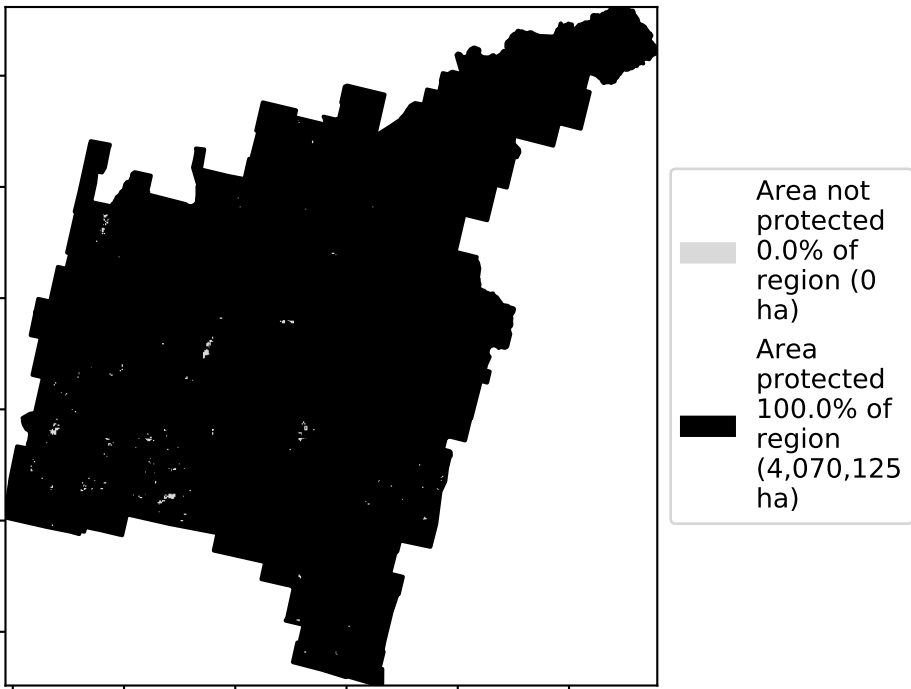 Area not
protected
0.0% of
region (0
ha)
Area
protected
100.0% of
region
(4,070,125
ha)